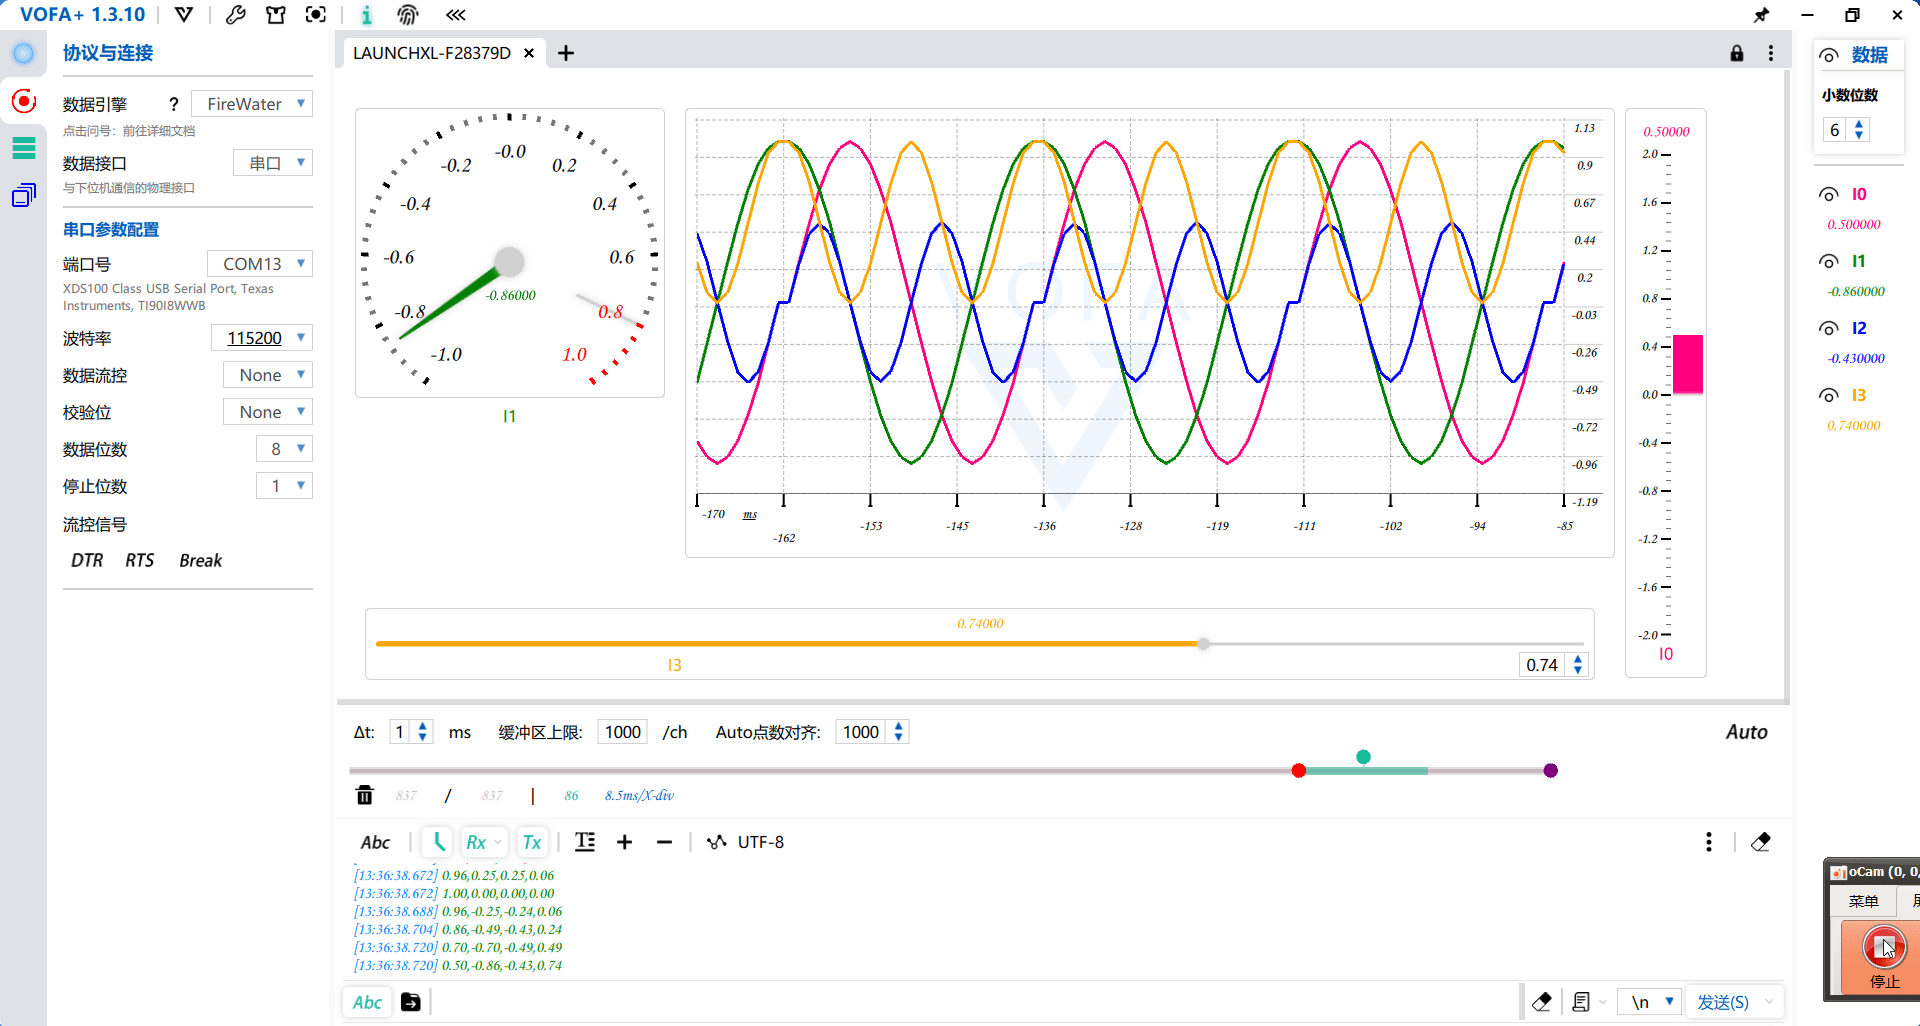 VOFA+ 1.3.10
协议与连接
数据引擎 ? FireWater
点击问号：前往详细文档
数据接口 串口
与下位机通信的物理接口
串口参数配置
端口号 COM13
XDS100 Class USB Serial Port, Texas
Instruments, TI90I8WWB
波特率 115200
数据流控 None
校验位 None
数据位数 8
停止位数 1
流控信号
DTR RTS Break
LAUNCHXL-F28379D
-0.0
-0.2 0.2
-0.4 0.4
-0.6 0.6
-0.86000
-0.8 0.8
-1.0 1.0
I1
1.13
0.9
0.67
0.44
0.2
-0.03
-0.26
-0.49
-0.72
-0.96
-1.19
-170 ms
-162
-153 -145 -136 -128 -119 -111 -102 -94 -85
VOFA
0.50000
2.0
1.6
1.2
0.8
0.4
0.0
-0.4
-0.8
-1.2
-1.6
-2.0
I0
0.74000
I3
0.74
数据
小数位数
6
I0
0.500000
I1
-0.860000
I2
-0.430000
I3
0.740000
Δt: 1 ms 缓冲区上限: 1000 /ch Auto点数对齐: 1000 Auto
837 / 837 | 86 8.5ms/X-div
Abc Rx Tx UTF-8
[13:36:38.672] 0.96,0.25,0.25,0.06
[13:36:38.672] 1.00,0.00,0.00,0.00
[13:36:38.688] 0.96,-0.25,-0.24,0.06
[13:36:38.704] 0.86,-0.49,-0.43,0.24
[13:36:38.720] 0.70,-0.70,-0.49,0.49
[13:36:38.720] 0.50,-0.86,-0.43,0.74
Abc \n 发送(S)
oCam (0, 0,
菜单
停止